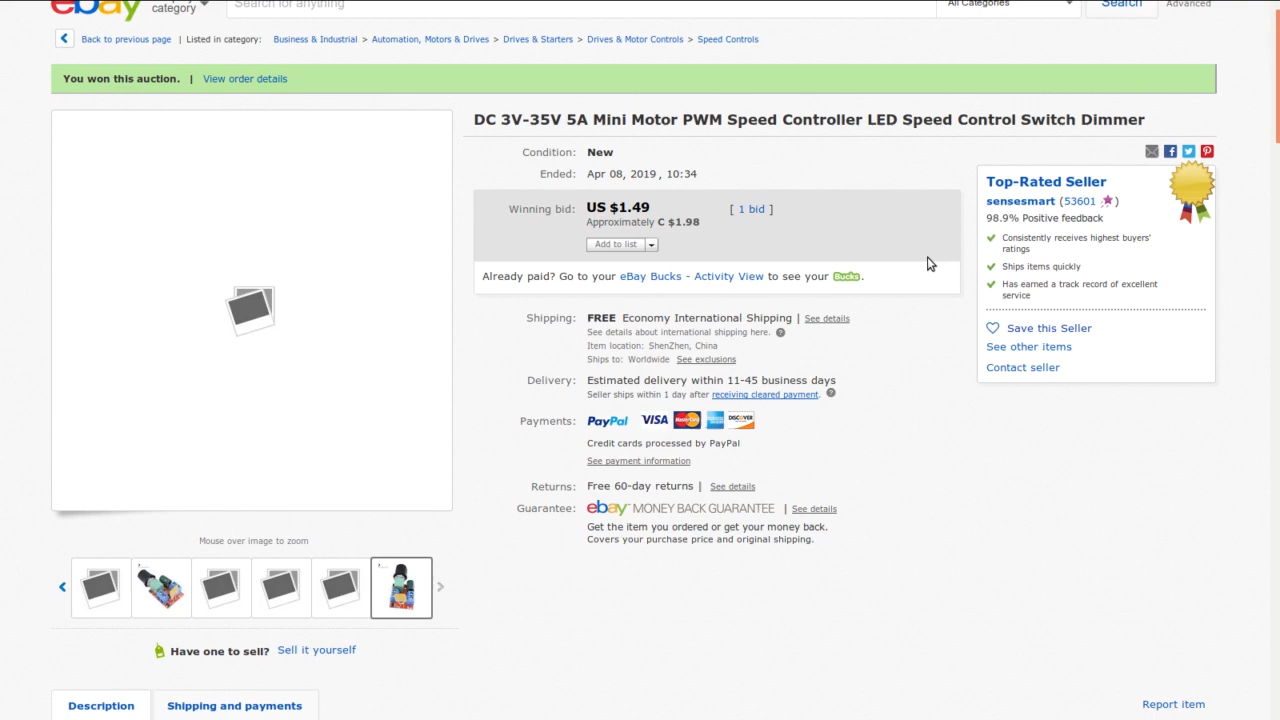 ebay
category
Search for anything
All Categories
Search
Advanced
Back to previous page | Listed in category: Business & Industrial > Automation, Motors & Drives > Drives & Starters > Drives & Motor Controls > Speed Controls
You won this auction. | View order details
DC 3V-35V 5A Mini Motor PWM Speed Controller LED Speed Control Switch Dimmer
Condition: New
Ended: Apr 08, 2019 , 10:34
Winning bid: US $1.49 [ 1 bid ]
Approximately C $1.98
Add to list
Already paid? Go to your eBay Bucks - Activity View to see your Bucks.
Shipping: FREE Economy International Shipping | See details
See details about international shipping here. ?
Item location: ShenZhen, China
Ships to: Worldwide See exclusions
Delivery: Estimated delivery within 11-45 business days
Seller ships within 1 day after receiving cleared payment. ?
Payments: PayPal VISA MasterCard DISCOVER
Credit cards processed by PayPal
See payment information
Returns: Free 60-day returns | See details
Guarantee: ebay MONEY BACK GUARANTEE | See details
Get the item you ordered or get your money back.
Covers your purchase price and original shipping.
Top-Rated Seller
sensesmart (53601)
98.9% Positive feedback
Consistently receives highest buyers'
ratings
Ships items quickly
Has earned a track record of excellent
service
Save this Seller
See other items
Contact seller
Mouse over image to zoom
Have one to sell? Sell it yourself
Description
Shipping and payments
Report item